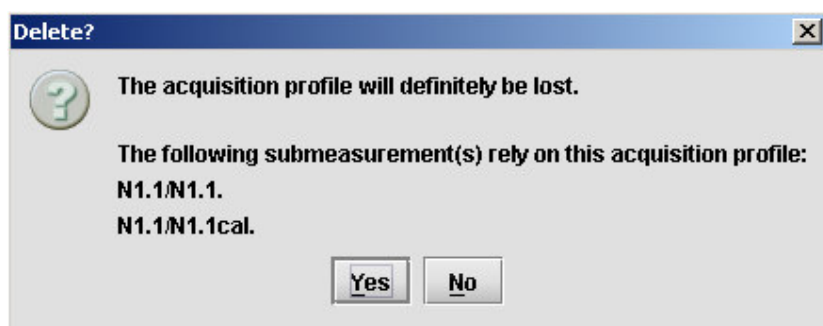 Delete?
The acquisition profile will definitely be lost.
The following submeasurement(s) rely on this acquisition profile:
N1.1/N1.1.
N1.1/N1.1cal.
Yes No